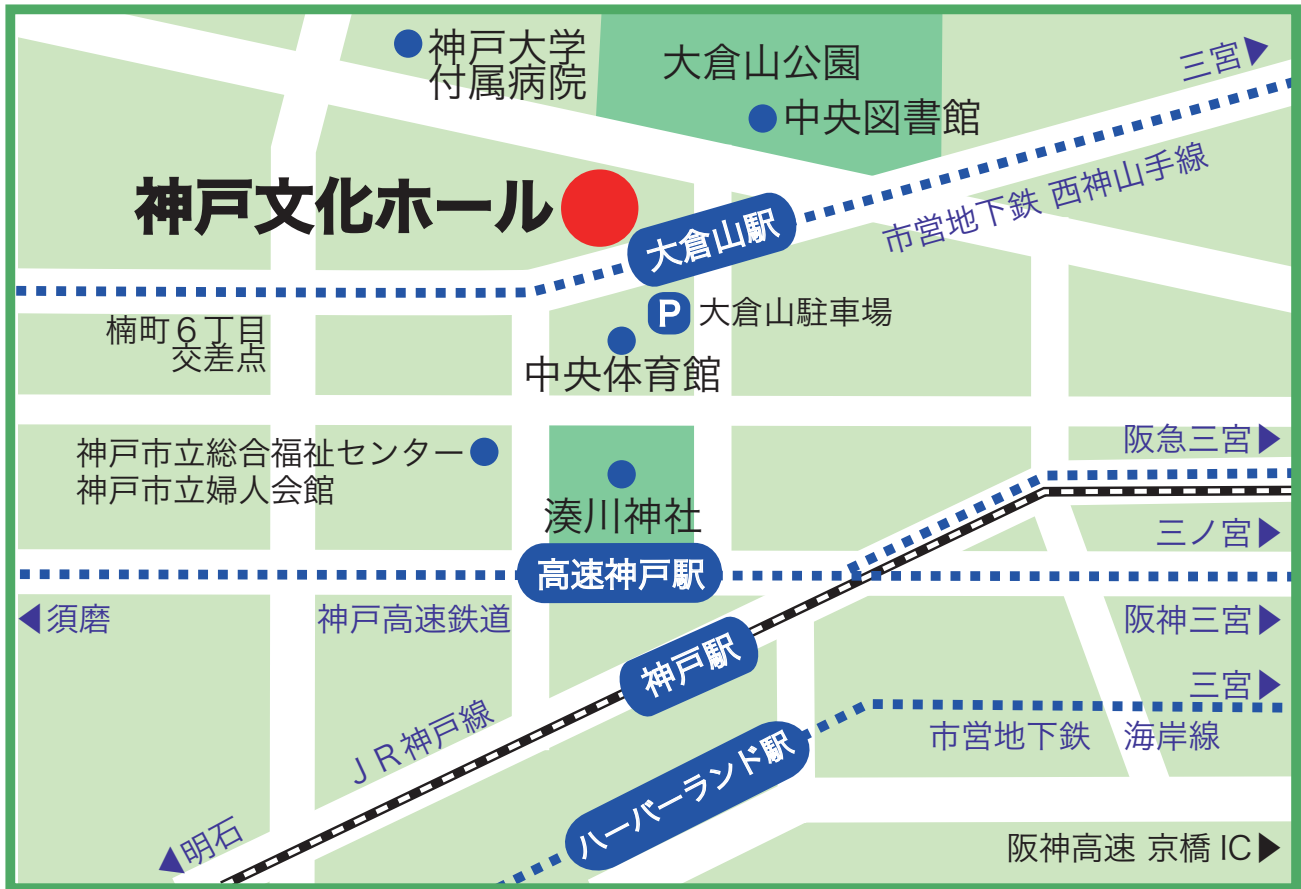 神戸大学
付属病院
大倉山公園
三宮▶
中央図書館
市営地下鉄 西神山手線
神戸文化ホール
大倉山駅
P 大倉山駐車場
楠町６丁目
交差点
中央体育館
神戸市立総合福祉センター
神戸市立婦人会館
阪急三宮▶
湊川神社
三ノ宮▶
高速神戸駅
◀須磨
神戸高速鉄道
阪神三宮▶
神戸駅
三宮▶
ＪＲ神戸線
市営地下鉄　海岸線
ハーバーランド駅
◀明石
阪神高速 京橋 IC▶